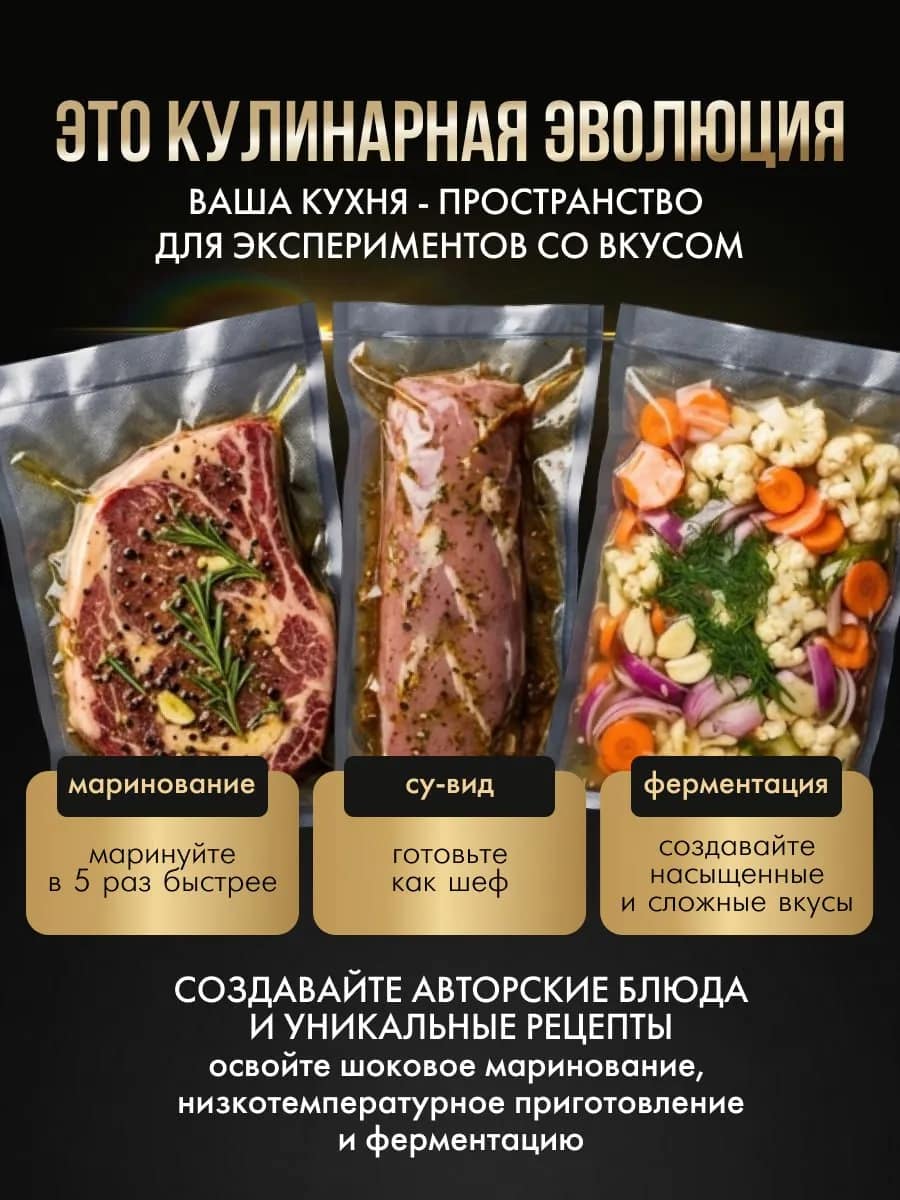 ЭТО КУЛИНАРНАЯ ЭВОЛЮЦИЯ
ВАША КУХНЯ - ПРОСТРАНСТВО
ДЛЯ ЭКСПЕРИМЕНТОВ СО ВКУСОМ
маринование
маринуйте
в 5 раз быстрее
су-вид
готовьте
как шеф
ферментация
создавайте
насыщенные
и сложные вкусы
СОЗДАВАЙТЕ АВТОРСКИЕ БЛЮДА
И УНИКАЛЬНЫЕ РЕЦЕПТЫ
освойте шоковое маринование,
низкотемпературное приготовление
и ферментацию